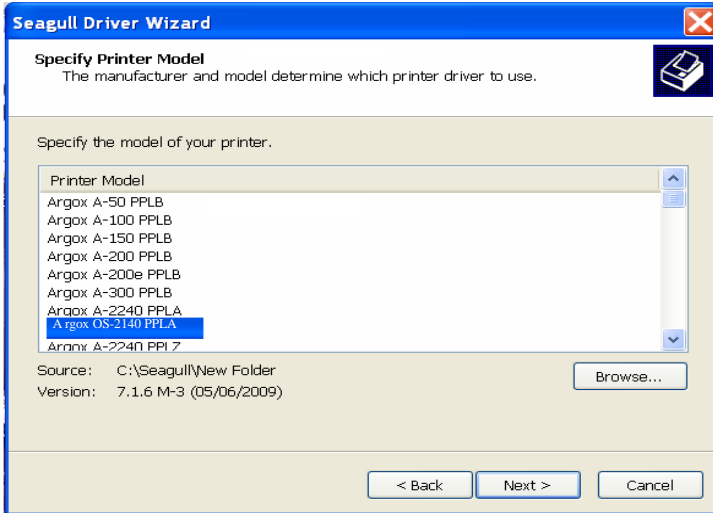 Seagull Driver Wizard
Specify Printer Model
The manufacturer and model determine which printer driver to use.
Specify the model of your printer.
Printer Model
Argox A-50 PPLB
Argox A-100 PPLB
Argox A-150 PPLB
Argox A-200 PPLB
Argox A-200e PPLB
Argox A-300 PPLB
Argox A-2240 PPLA
A rgox OS-2140 PPLA
Argox A-2240 PPLZ
Source: C:\Seagull\New Folder
Browse...
Version: 7.1.6 M-3 (05/06/2009)
< Back Next > Cancel